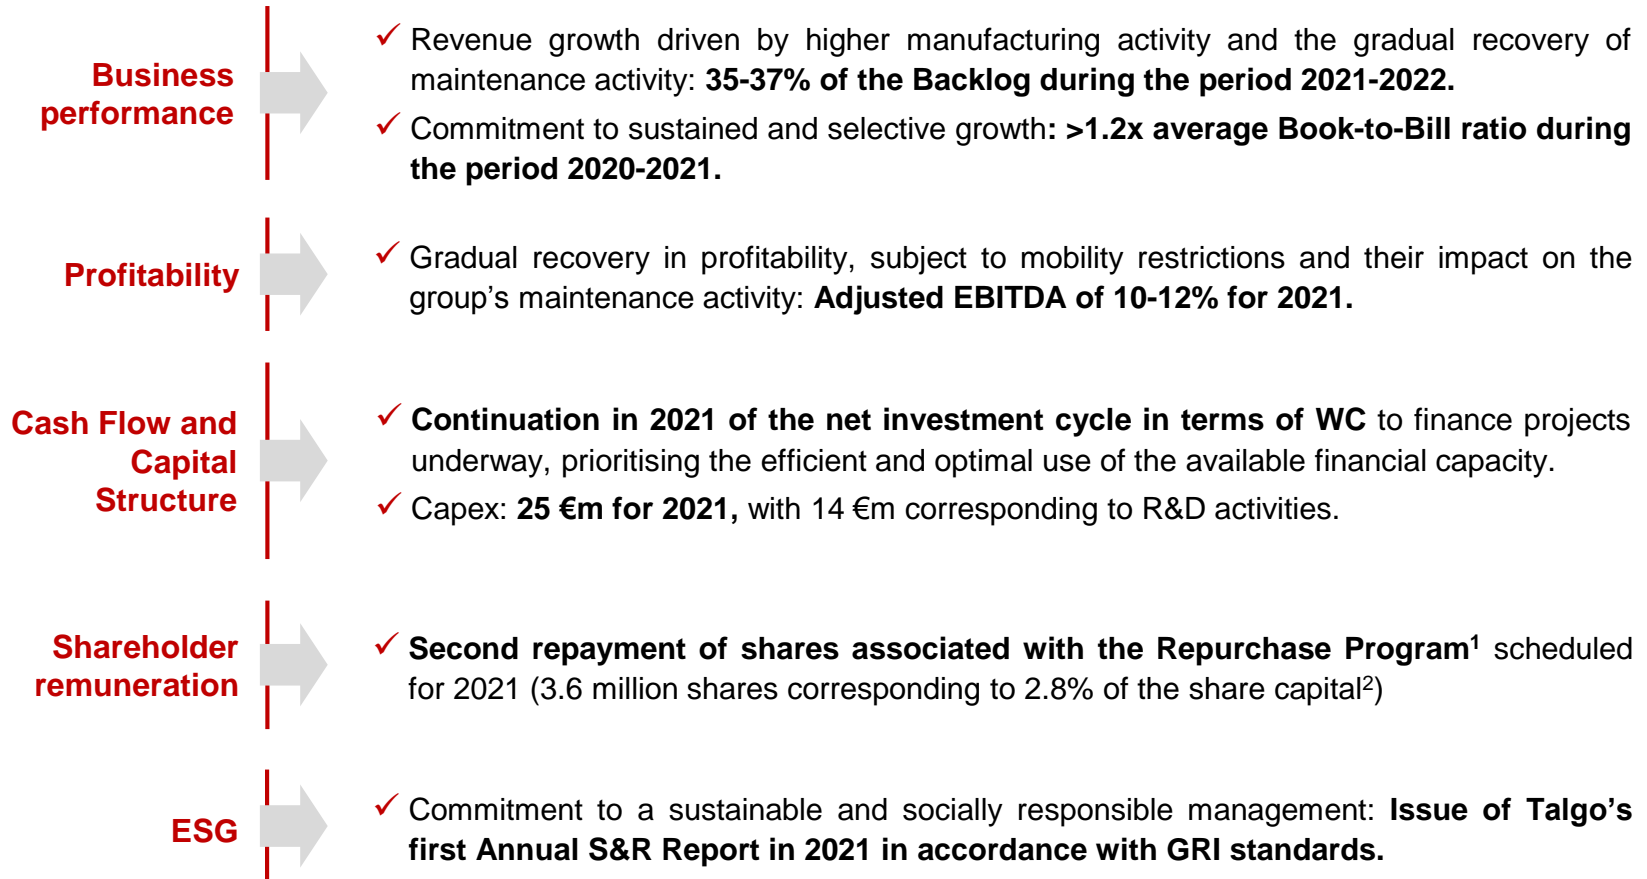 Business
performance
✓ Revenue growth driven by higher manufacturing activity and the gradual recovery of
maintenance activity: 35-37% of the Backlog during the period 2021-2022.
✓ Commitment to sustained and selective growth: >1.2x average Book-to-Bill ratio during
the period 2020-2021.
Profitability
✓ Gradual recovery in profitability, subject to mobility restrictions and their impact on the
group’s maintenance activity: Adjusted EBITDA of 10-12% for 2021.
Cash Flow and
Capital
Structure
✓ Continuation in 2021 of the net investment cycle in terms of WC to finance projects
underway, prioritising the efficient and optimal use of the available financial capacity.
✓ Capex: 25 €m for 2021, with 14 €m corresponding to R&D activities.
Shareholder
remuneration
✓ Second repayment of shares associated with the Repurchase Program¹ scheduled
for 2021 (3.6 million shares corresponding to 2.8% of the share capital²)
ESG
✓ Commitment to a sustainable and socially responsible management: Issue of Talgo’s
first Annual S&R Report in 2021 in accordance with GRI standards.